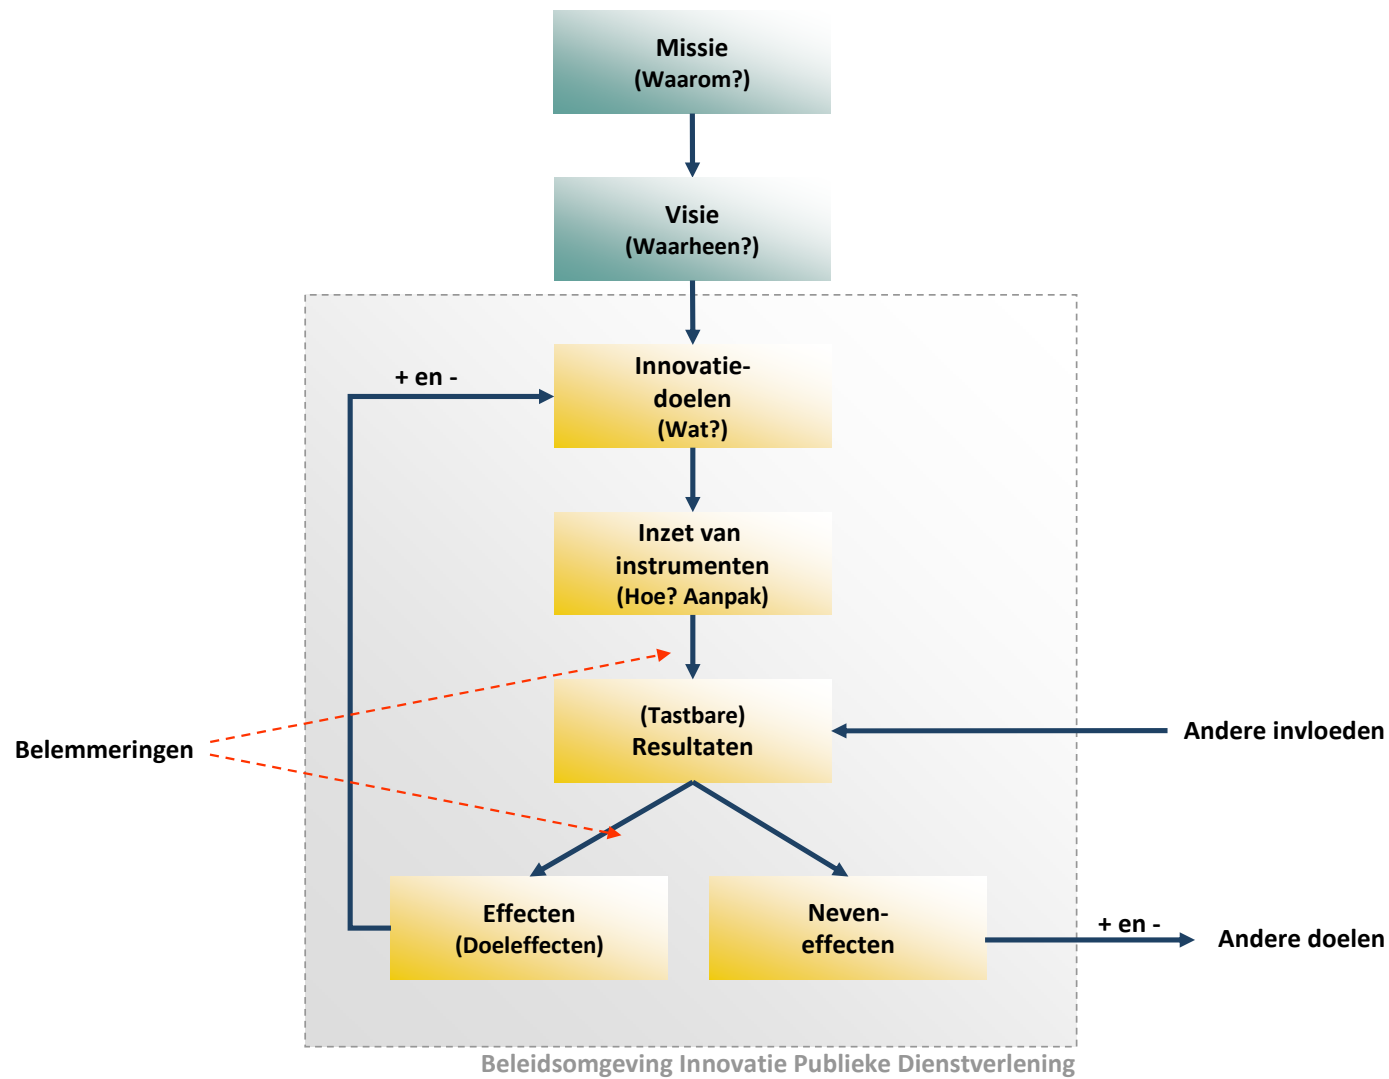 Missie
(Waarom?)
Visie
(Waarheen?)
+ en -
Innovatie-
doelen
(Wat?)
Inzet van
instrumenten
(Hoe? Aanpak)
Belemmeringen
(Tastbare)
Resultaten
Andere invloeden
Effecten
(Doeleffecten)
Neven-
effecten
+ en -
Andere doelen
Beleidsomgeving Innovatie Publieke Dienstverlening